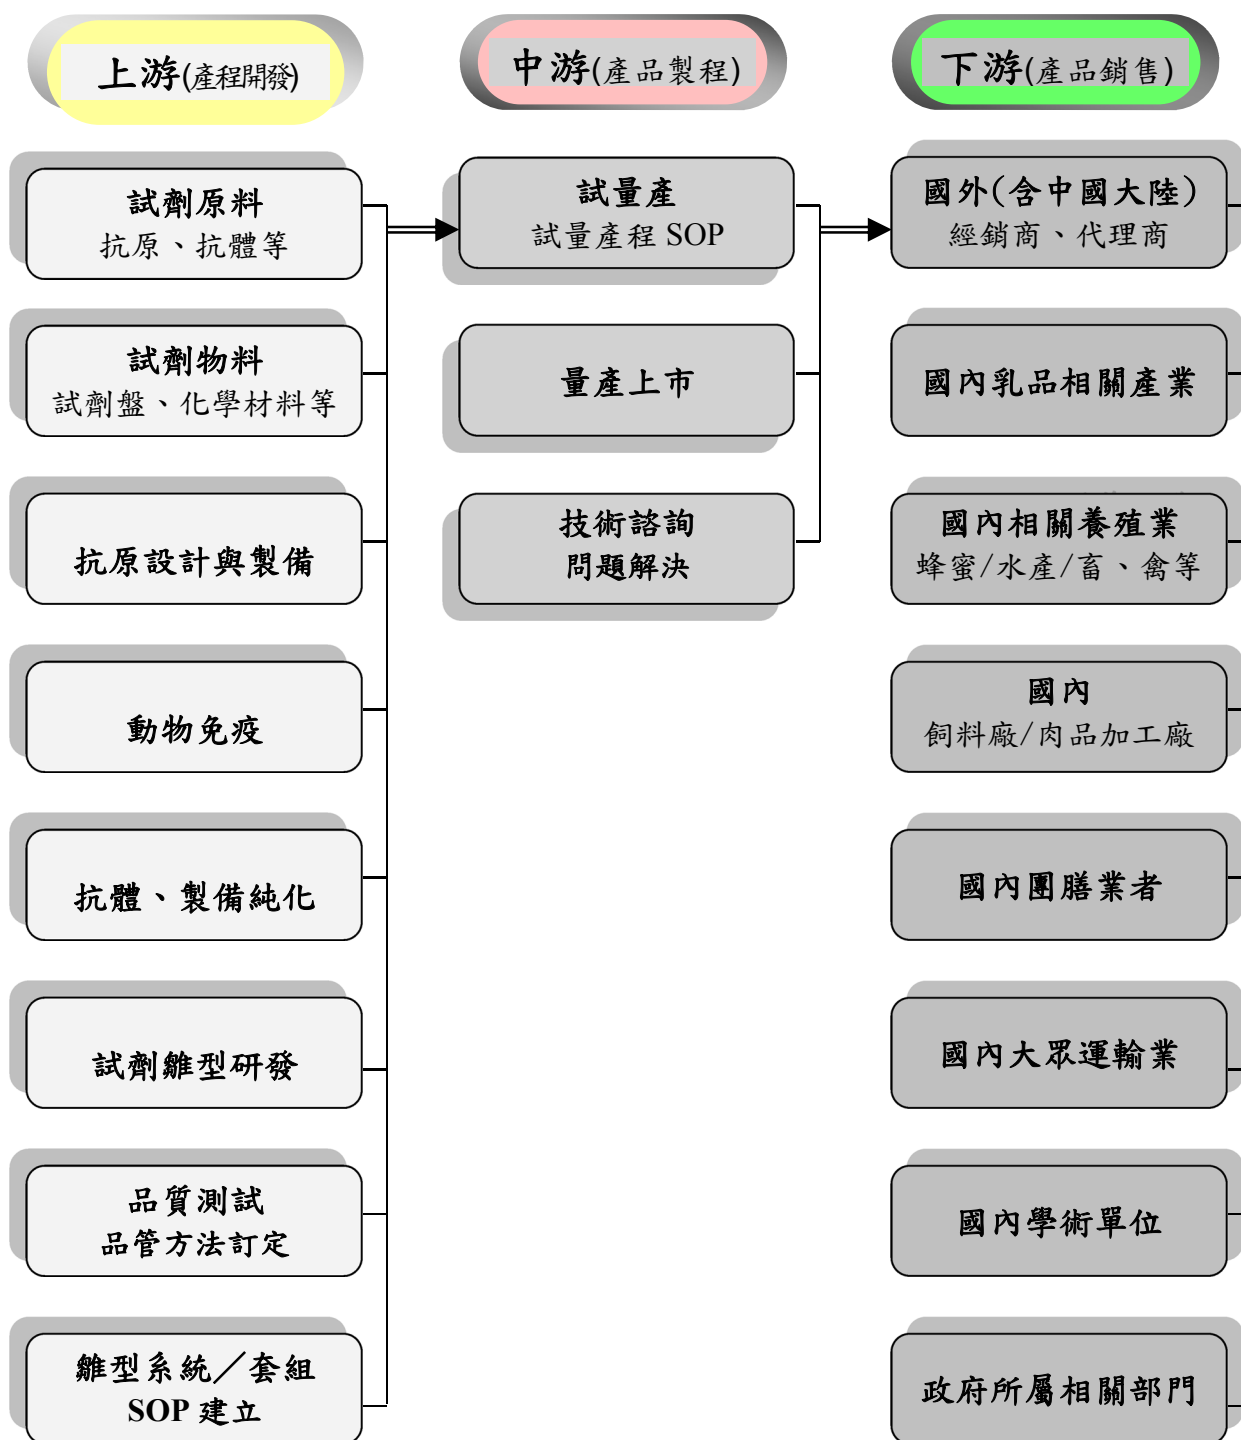 上游(產程開發)
試劑原料
抗原、抗體等
試劑物料
試劑盤、化學材料等
抗原設計與製備
動物免疫
抗體、製備純化
試劑雛型研發
品質測試
品管方法訂定
雛型系統／套組
SOP 建立
中游(產品製程)
試量產
試量產程 SOP
量產上市
技術諮詢
問題解決
下游(產品銷售)
國外(含中國大陸)
經銷商、代理商
國內乳品相關產業
國內相關養殖業
蜂蜜/水產/畜、禽等
國內
飼料廠/肉品加工廠
國內團膳業者
國內大眾運輸業
國內學術單位
政府所屬相關部門